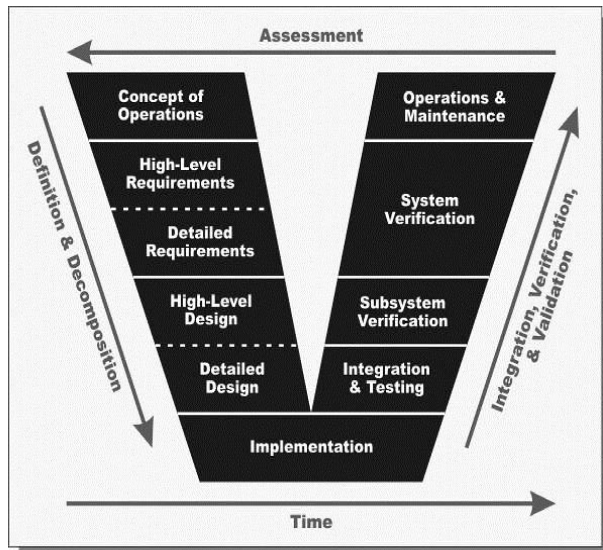 Assessment
Concept of
Operations
High-Level
Requirements
Detailed
Requirements
High-Level
Design
Detailed
Design
Implementation
Operations &
Maintenance
System
Verification
Subsystem
Verification
Integration
& Testing
Definition & Decomposition
Integration, Verification,
& Validation
Time